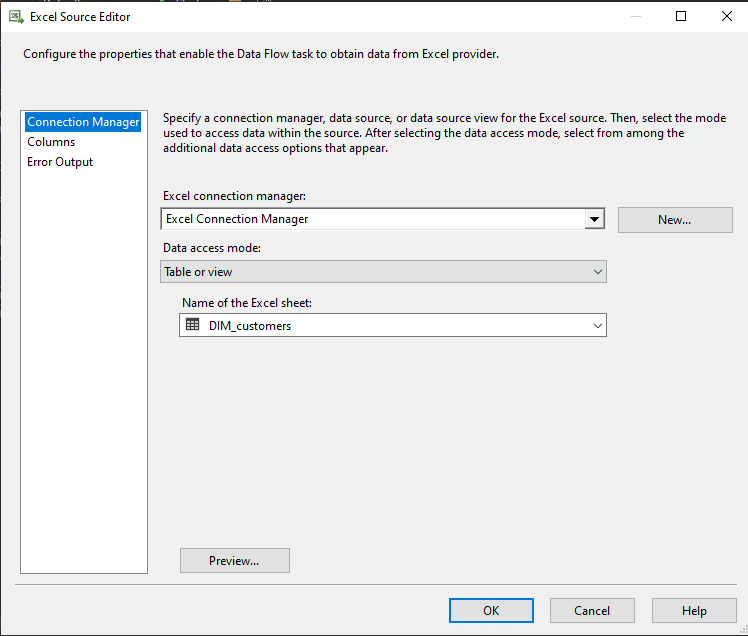 Excel Source Editor
Configure the properties that enable the Data Flow task to obtain data from Excel provider.
Connection Manager
Columns
Error Output
Specify a connection manager, data source, or data source view for the Excel source. Then, select the mode
used to access data within the source. After selecting the data access mode, select from among the
additional data access options that appear.
Excel connection manager:
Excel Connection Manager
New...
Data access mode:
Table or view
Name of the Excel sheet:
DIM_customers
Preview...
OK
Cancel
Help